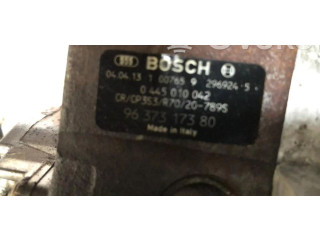 BOSCH
04.04.13 1 00765 9 296924-5
0 445 010 042
CR/CP3S3/R70/20-789S
96 373 173 80
Made in Italy